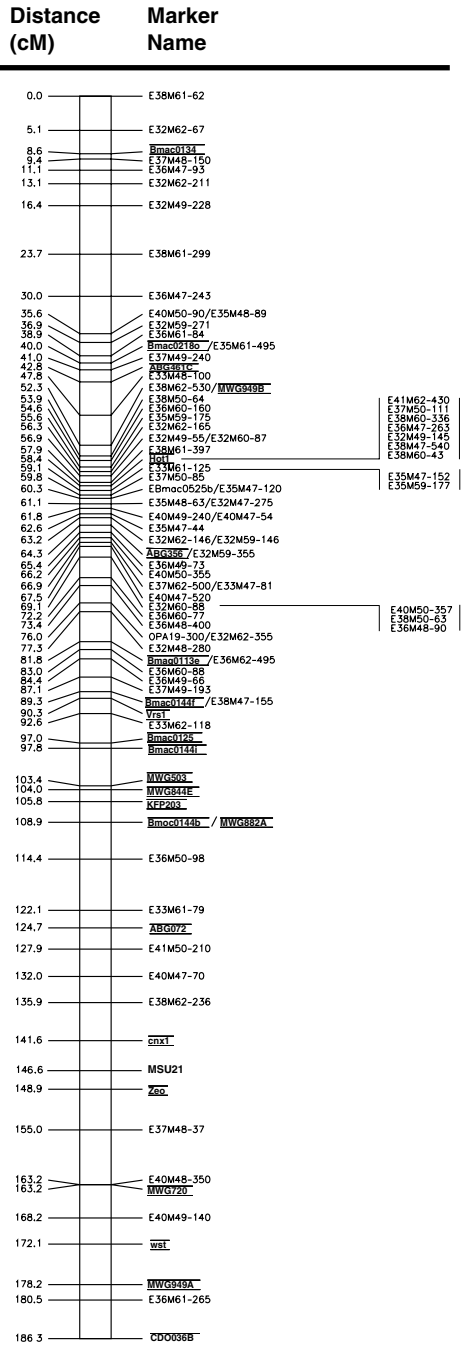 Distance Marker
(cM) Name
0.0 E38M61-62
5.1 E32M62-67
8.6 Bmac0134
9.4 E37M48-150
11.1 E36M47-93
13.1 E32M62-211
16.4 E32M49-228
23.7 E38M61-299
30.0 E36M47-243
35.6 E40M50-90/E35M48-89
36.9 E32M59-271
38.9 E36M61-84
40.0 Bmac0218o/E35M61-495
41.0 E37M49-240
42.8 ABG461C
47.8 E33M48-100
52.3 E38M62-530/MWG949B
53.9 E38M50-64
54.6 E36M60-160
55.6 E35M59-175
56.3 E32M62-165
56.9 E32M49-55/E32M60-87
57.9 E38M61-397
58.4 Hot1
E41M62-430
E37M50-111
E38M60-336
E36M47-263
E32M49-145
E38M47-540
E38M60-43
59.1 E33M61-125
E35M47-152
E35M59-177
59.8 E37M50-85
60.3 EBmac0525b/E35M47-120
61.1 E35M48-63/E32M47-275
61.8 E40M49-240/E40M47-54
62.6 E35M47-44
63.2 E32M62-146/E32M59-146
64.3 ABG356/E32M59-355
65.4 E36M49-73
66.2 E40M50-355
66.9 E37M62-500/E33M47-81
67.5 E40M47-520
69.1 E32M60-88
E40M50-357
E38M50-63
E36M48-90
72.2 E36M60-77
73.4 E36M48-400
76.0 OPA19-300/E32M62-355
77.3 E32M48-280
81.8 Bmag0113e/E36M62-495
83.0 E36M60-88
84.4 E36M49-66
87.1 E37M49-193
89.3 Bmac0144f/E38M47-155
90.3 Vrs1
92.6 E33M62-118
97.0 Bmac0125
97.8 Bmac0144i
103.4 MWG503
104.0 MWG844E
105.8 KFP203
108.9 Bmoc0144b / MWG882A
114.4 E36M50-98
122.1 E33M61-79
124.7 ABG072
127.9 E41M50-210
132.0 E40M47-70
135.9 E38M62-236
141.6 cnx1
146.6 MSU21
148.9 Zeo
155.0 E37M48-37
163.2 E40M48-350
163.2 MWG720
168.2 E40M49-140
172.1 wst
178.2 MWG949A
180.5 E36M61-265
186.3 CDO036B